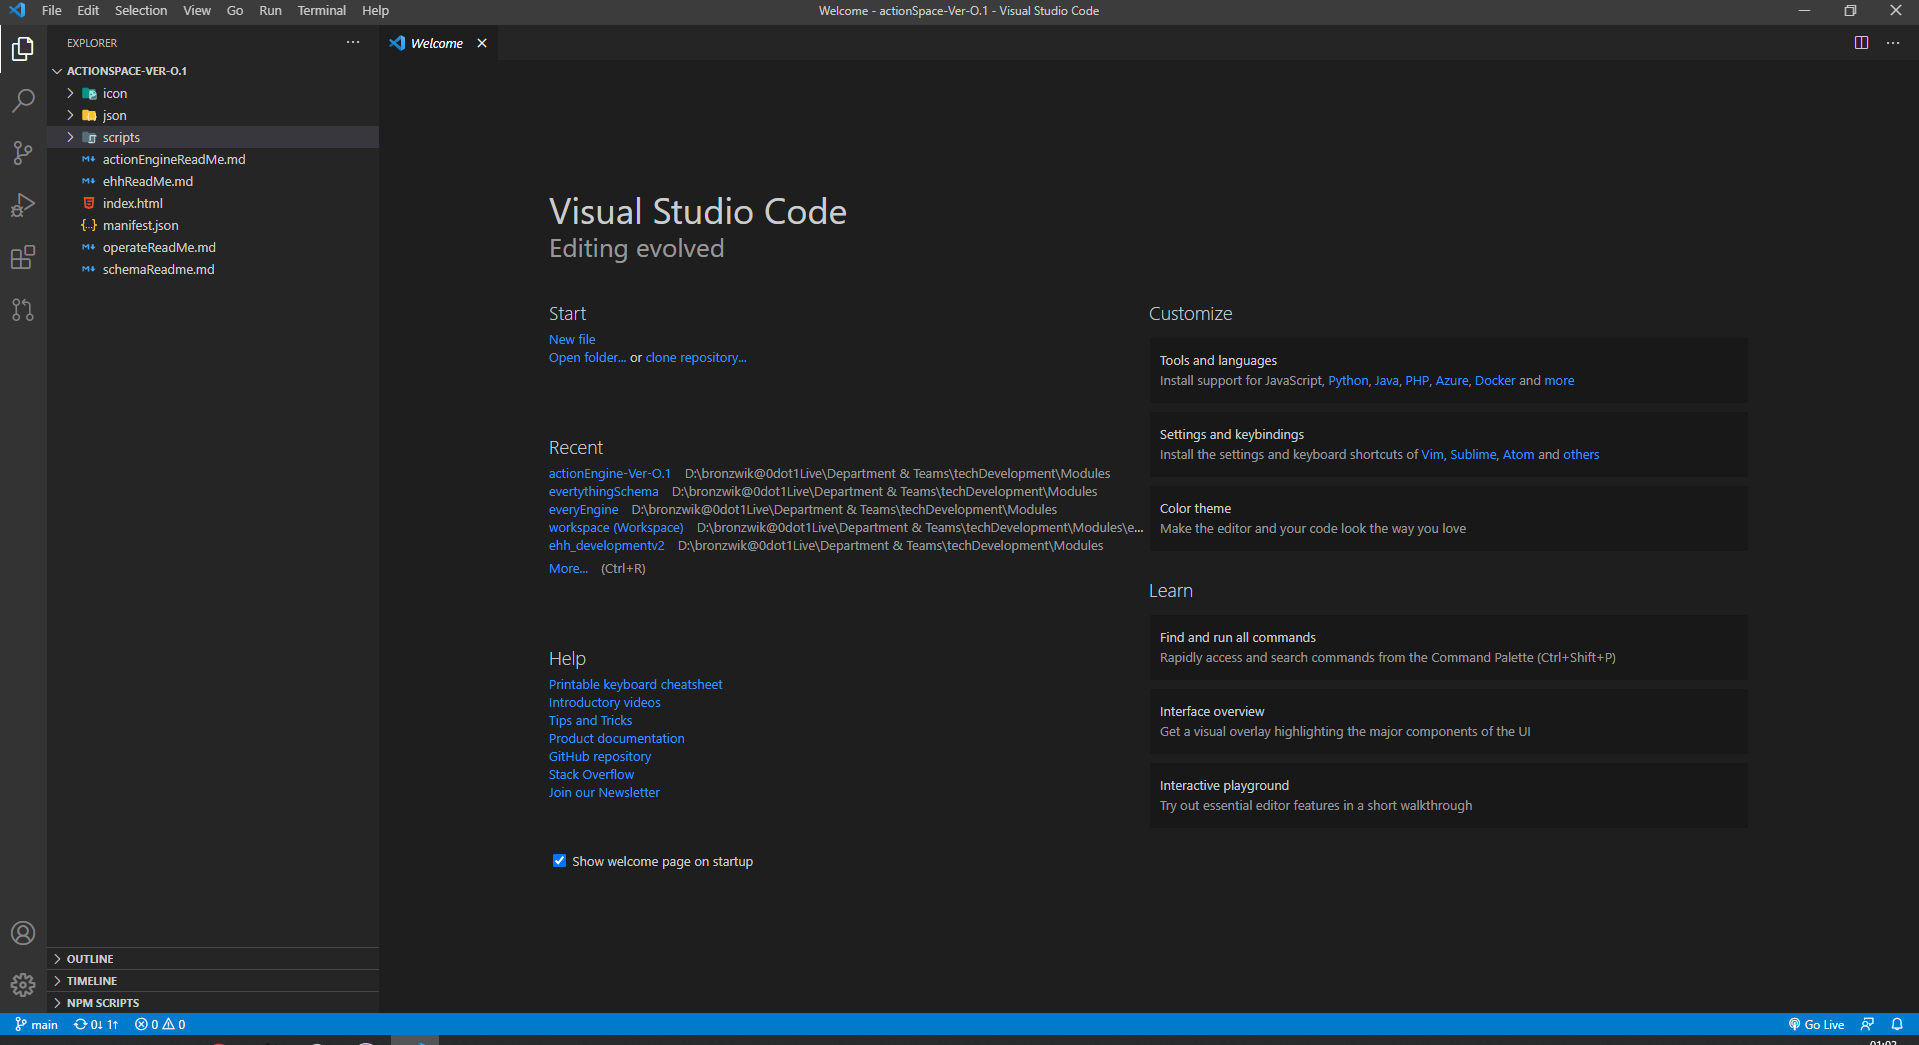 File Edit Selection View Go Run Terminal Help
Welcome - actionSpace-Ver-O.1 - Visual Studio Code
EXPLORER
Welcome
ACTIONSPACE-VER-O.1
icon
json
scripts
actionEngineReadMe.md
ehhReadMe.md
index.html
manifest.json
operateReadMe.md
schemaReadme.md
OUTLINE
TIMELINE
NPM SCRIPTS
Visual Studio Code
Editing evolved
Start
New file
Open folder... or clone repository...
Recent
actionEngine-Ver-O.1 D:\bronzwik@0dot1Live\Department & Teams\techDevelopment\Modules
evertythingSchema D:\bronzwik@0dot1Live\Department & Teams\techDevelopment\Modules
everyEngine D:\bronzwik@0dot1Live\Department & Teams\techDevelopment\Modules
workspace (Workspace) D:\bronzwik@0dot1Live\Department & Teams\techDevelopment\Modules\e...
ehh_developmentv2 D:\bronzwik@0dot1Live\Department & Teams\techDevelopment\Modules
More... (Ctrl+R)
Help
Printable keyboard cheatsheet
Introductory videos
Tips and Tricks
Product documentation
GitHub repository
Stack Overflow
Join our Newsletter
Show welcome page on startup
Customize
Tools and languages
Install support for JavaScript, Python, Java, PHP, Azure, Docker and more
Settings and keybindings
Install the settings and keyboard shortcuts of Vim, Sublime, Atom and others
Color theme
Make the editor and your code look the way you love
Learn
Find and run all commands
Rapidly access and search commands from the Command Palette (Ctrl+Shift+P)
Interface overview
Get a visual overlay highlighting the major components of the UI
Interactive playground
Try out essential editor features in a short walkthrough
main 0↓ 1↑ 0 0
Go Live